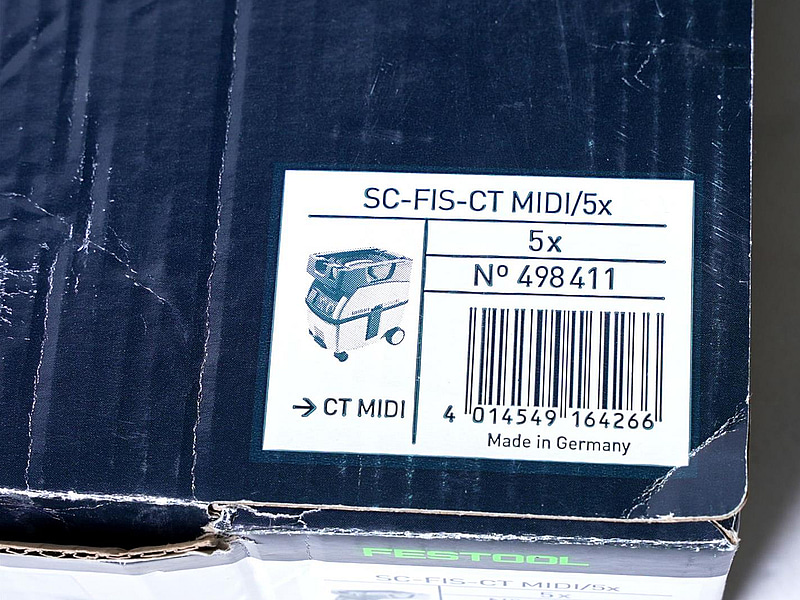 SC-FIS-CT MIDI/5x
5x
Nº 498411
→ CT MIDI
4 014549 164266
Made in Germany
FESTOOL
SC-FIS-CT MIDI/5x
5x